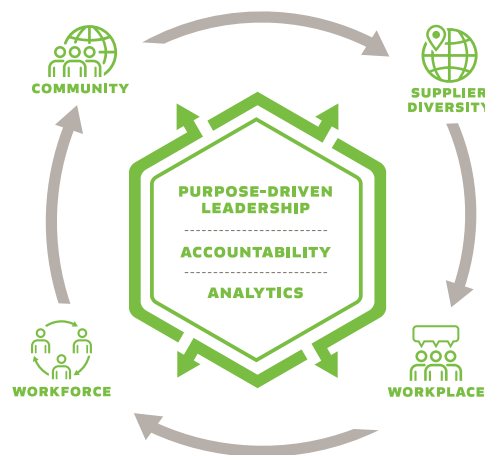 COMMUNITY
SUPPLIER
DIVERSITY
PURPOSE-DRIVEN
LEADERSHIP
ACCOUNTABILITY
ANALYTICS
WORKFORCE
WORKPLACE